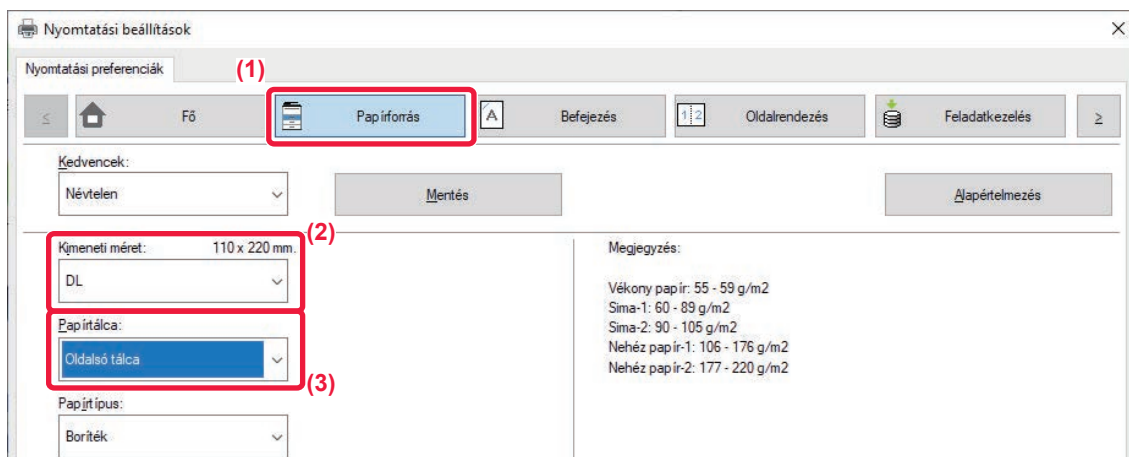 Nyomtatási beállítások
Nyomtatási preferenciák
(1)
<
Fő
Papírforrás
A
Befejezés
1 2
Oldalrendezés
Feladatkezelés
>
Kedvencek:
Névtelen
Mentés
Alapértelmezés
(2)
Kimeneti méret: 110 x 220 mm.
DL
Megjegyzés:
Vékony papír: 55 - 59 g/m2
Sima-1: 60 - 89 g/m2
Sima-2: 90 - 105 g/m2
Nehéz papír-1: 106 - 176 g/m2
Nehéz papír-2: 177 - 220 g/m2
Papírtálca:
Oldalsó tálca
(3)
Papírtípus:
Boríték